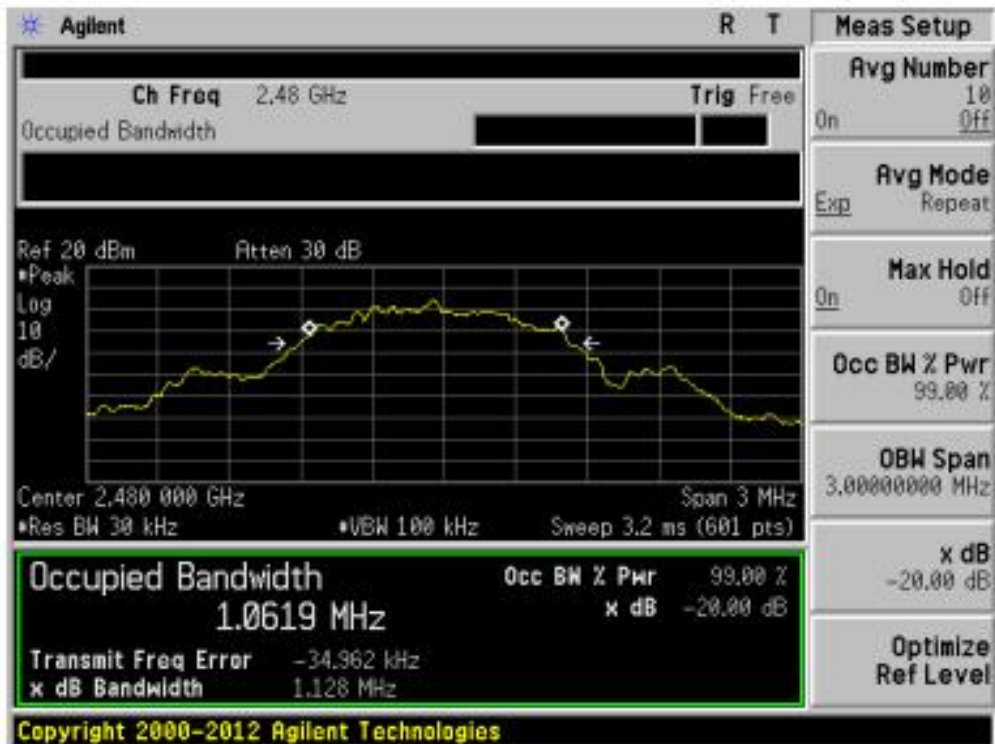 Agilent R T
Ch Freq 2.48 GHz Trig Free
Occupied Bandwidth
Ref 20 dBm Atten 30 dB
*Peak
Log
10
dB/
Center 2.480 000 GHz Span 3 MHz
*Res BW 30 kHz *VBW 100 kHz Sweep 3.2 ms (601 pts)
Occupied Bandwidth Occ BW % Pwr 99.00 %
1.0619 MHz x dB -20.00 dB
Transmit Freq Error -34.962 kHz
x dB Bandwidth 1.128 MHz
Copyright 2000-2012 Agilent Technologies
Meas Setup
Avg Number
10
On Off
Avg Mode
Exp Repeat
Max Hold
On Off
Occ BW % Pwr
99.00 %
OBW Span
3.00000000 MHz
x dB
-20.00 dB
Optimize
Ref Level